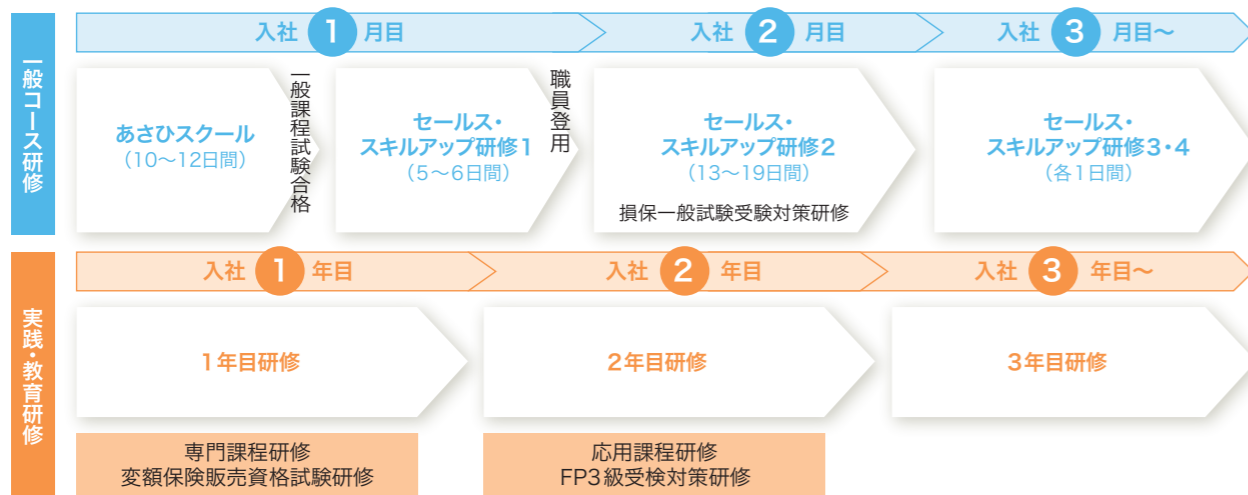 一般コース研修
入社 1 月目
入社 2 月目
入社 3 月目～
あさひスクール
（10～12日間）
一般課程試験合格
セールス・
スキルアップ研修1
（5～6日間）
職員登用
セールス・
スキルアップ研修2
（13～19日間）
損保一般試験受験対策研修
セールス・
スキルアップ研修3・4
（各1日間）
実践・教育研修
入社 1 年目
入社 2 年目
入社 3 年目～
1年目研修
2年目研修
3年目研修
専門課程研修
変額保険販売資格試験研修
応用課程研修
FP3級受検対策研修